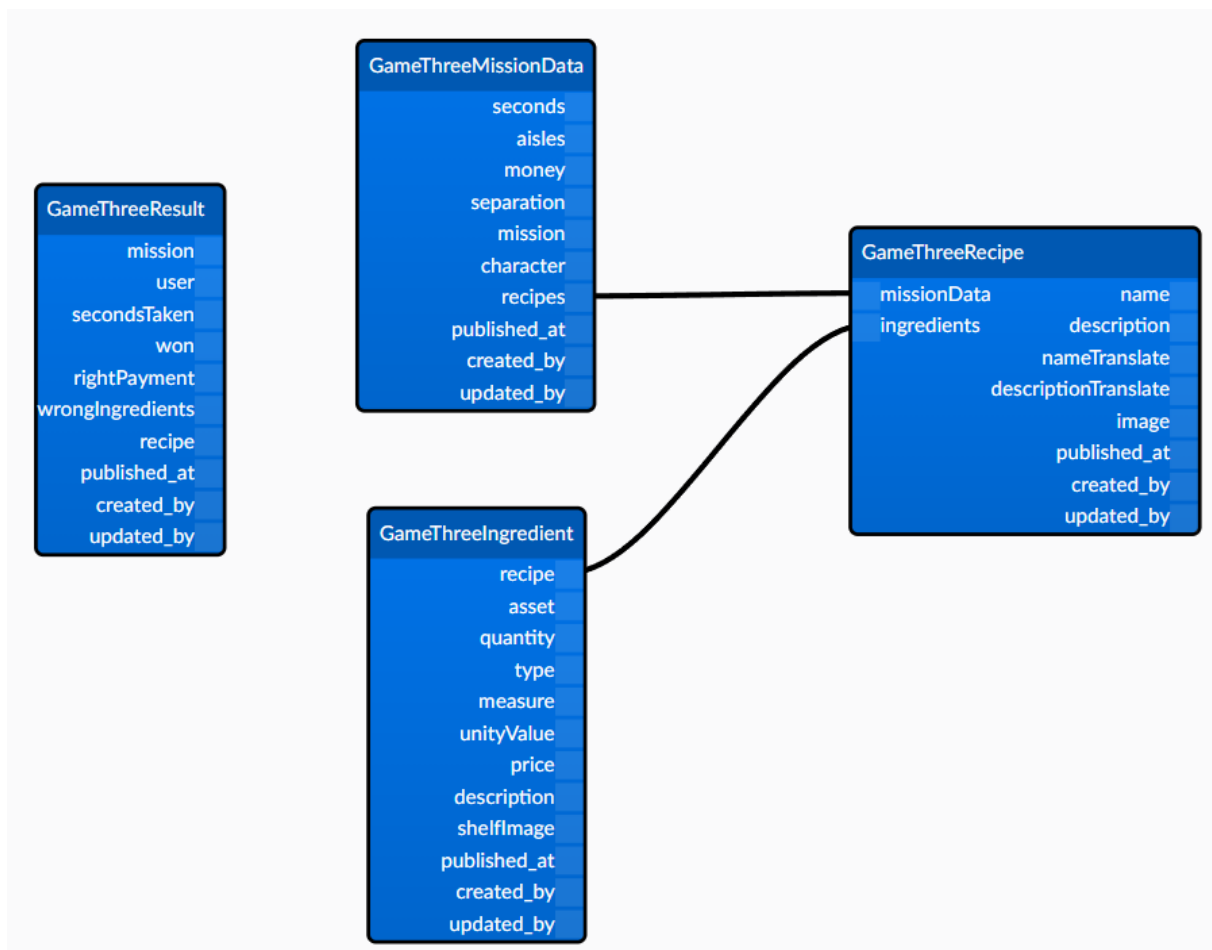 GameThreeMissionData
seconds
aisles
money
separation
mission
character
recipes
published_at
created_by
updated_by
GameThreeResult
mission
user
secondsTaken
won
rightPayment
wrongIngredients
recipe
published_at
created_by
updated_by
GameThreeRecipe
missionData name
ingredients description
nameTranslate
descriptionTranslate
image
published_at
created_by
updated_by
GameThreeIngredient
recipe
asset
quantity
type
measure
unityValue
price
description
shelfImage
published_at
created_by
updated_by